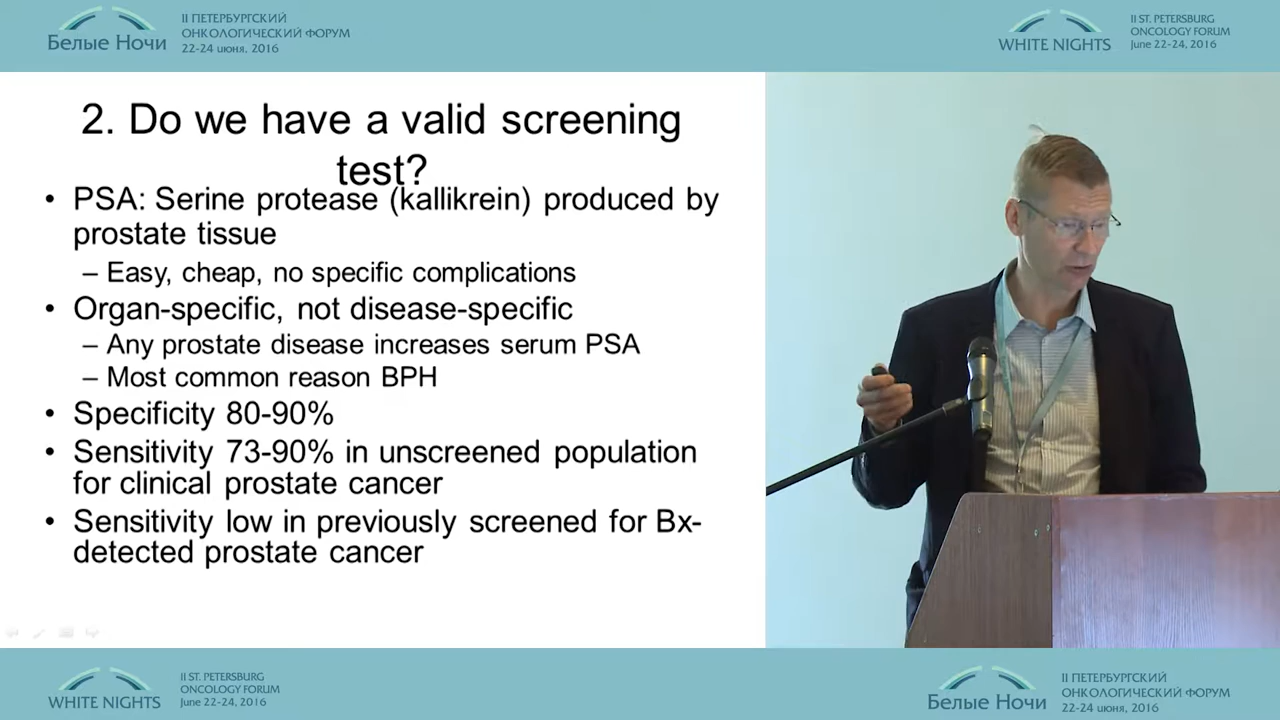 Белые Ночи
II ПЕТЕРБУРГСКИЙ
ОНКОЛОГИЧЕСКИЙ ФОРУМ
22-24 июня, 2016
WHITE NIGHTS
II ST. PETERSBURG
ONCOLOGY FORUM
June 22-24, 2016
2. Do we have a valid screening
test?
• PSA: Serine protease (kallikrein) produced by
prostate tissue
– Easy, cheap, no specific complications
• Organ-specific, not disease-specific
– Any prostate disease increases serum PSA
– Most common reason BPH
• Specificity 80-90%
• Sensitivity 73-90% in unscreened population
for clinical prostate cancer
• Sensitivity low in previously screened for Bx-
detected prostate cancer
WHITE NIGHTS
II ST. PETERSBURG
ONCOLOGY FORUM
June 22-24, 2016
Белые Ночи
II ПЕТЕРБУРГСКИЙ
ОНКОЛОГИЧЕСКИЙ ФОРУМ
22-24 июня, 2016